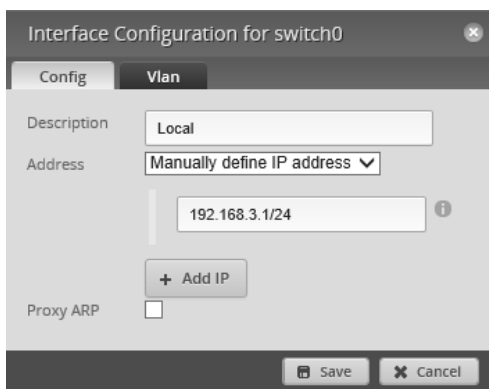 Interface Configuration for switch0
Config Vlan
Description Local
Address Manually define IP address
192.168.3.1/24
+ Add IP
Proxy ARP
Save Cancel